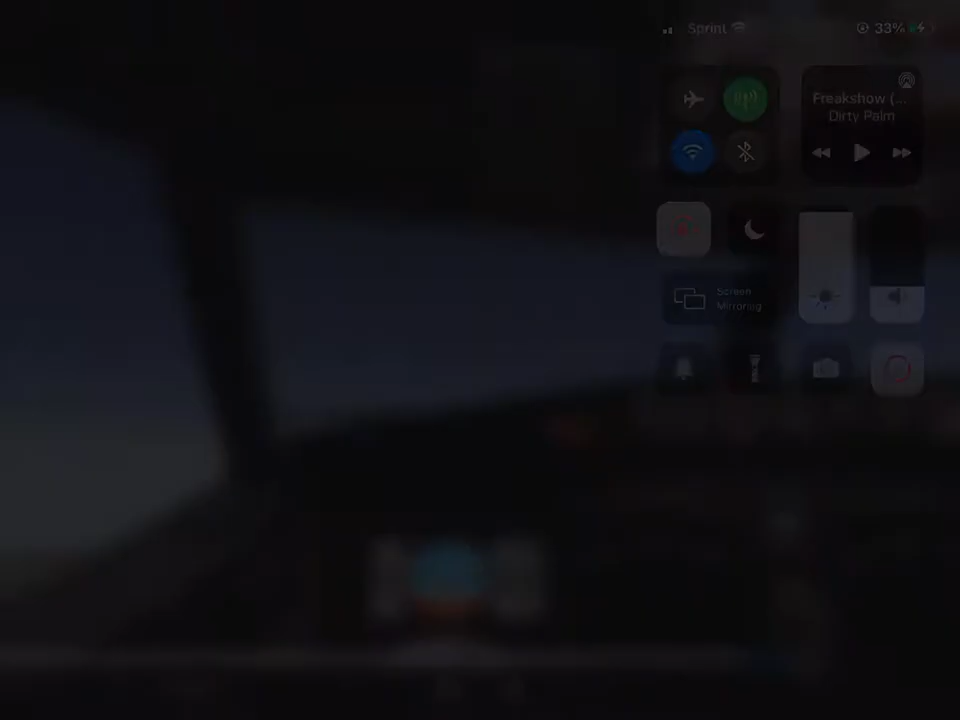 Sprint 33%
Freakshow (...
Dirty Palm
Screen
Mirroring